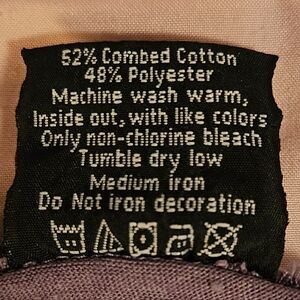 52% Combed Cotton
48% Polyester
Machine wash warm,
Inside out, with like colors
Only non-chlorine bleach
Tumble dry low
Medium iron
Do Not iron decoration